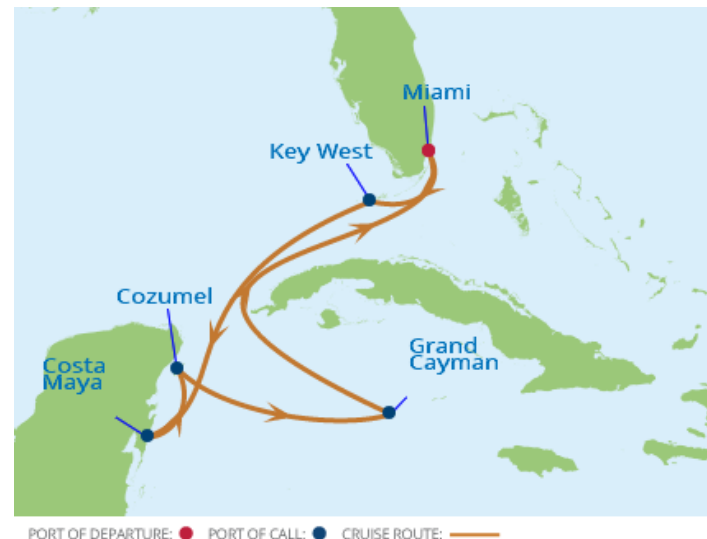 Miami
Key West
Cozumel
Costa
Maya
Grand
Cayman
PORT OF DEPARTURE: PORT OF CALL: CRUISE ROUTE: